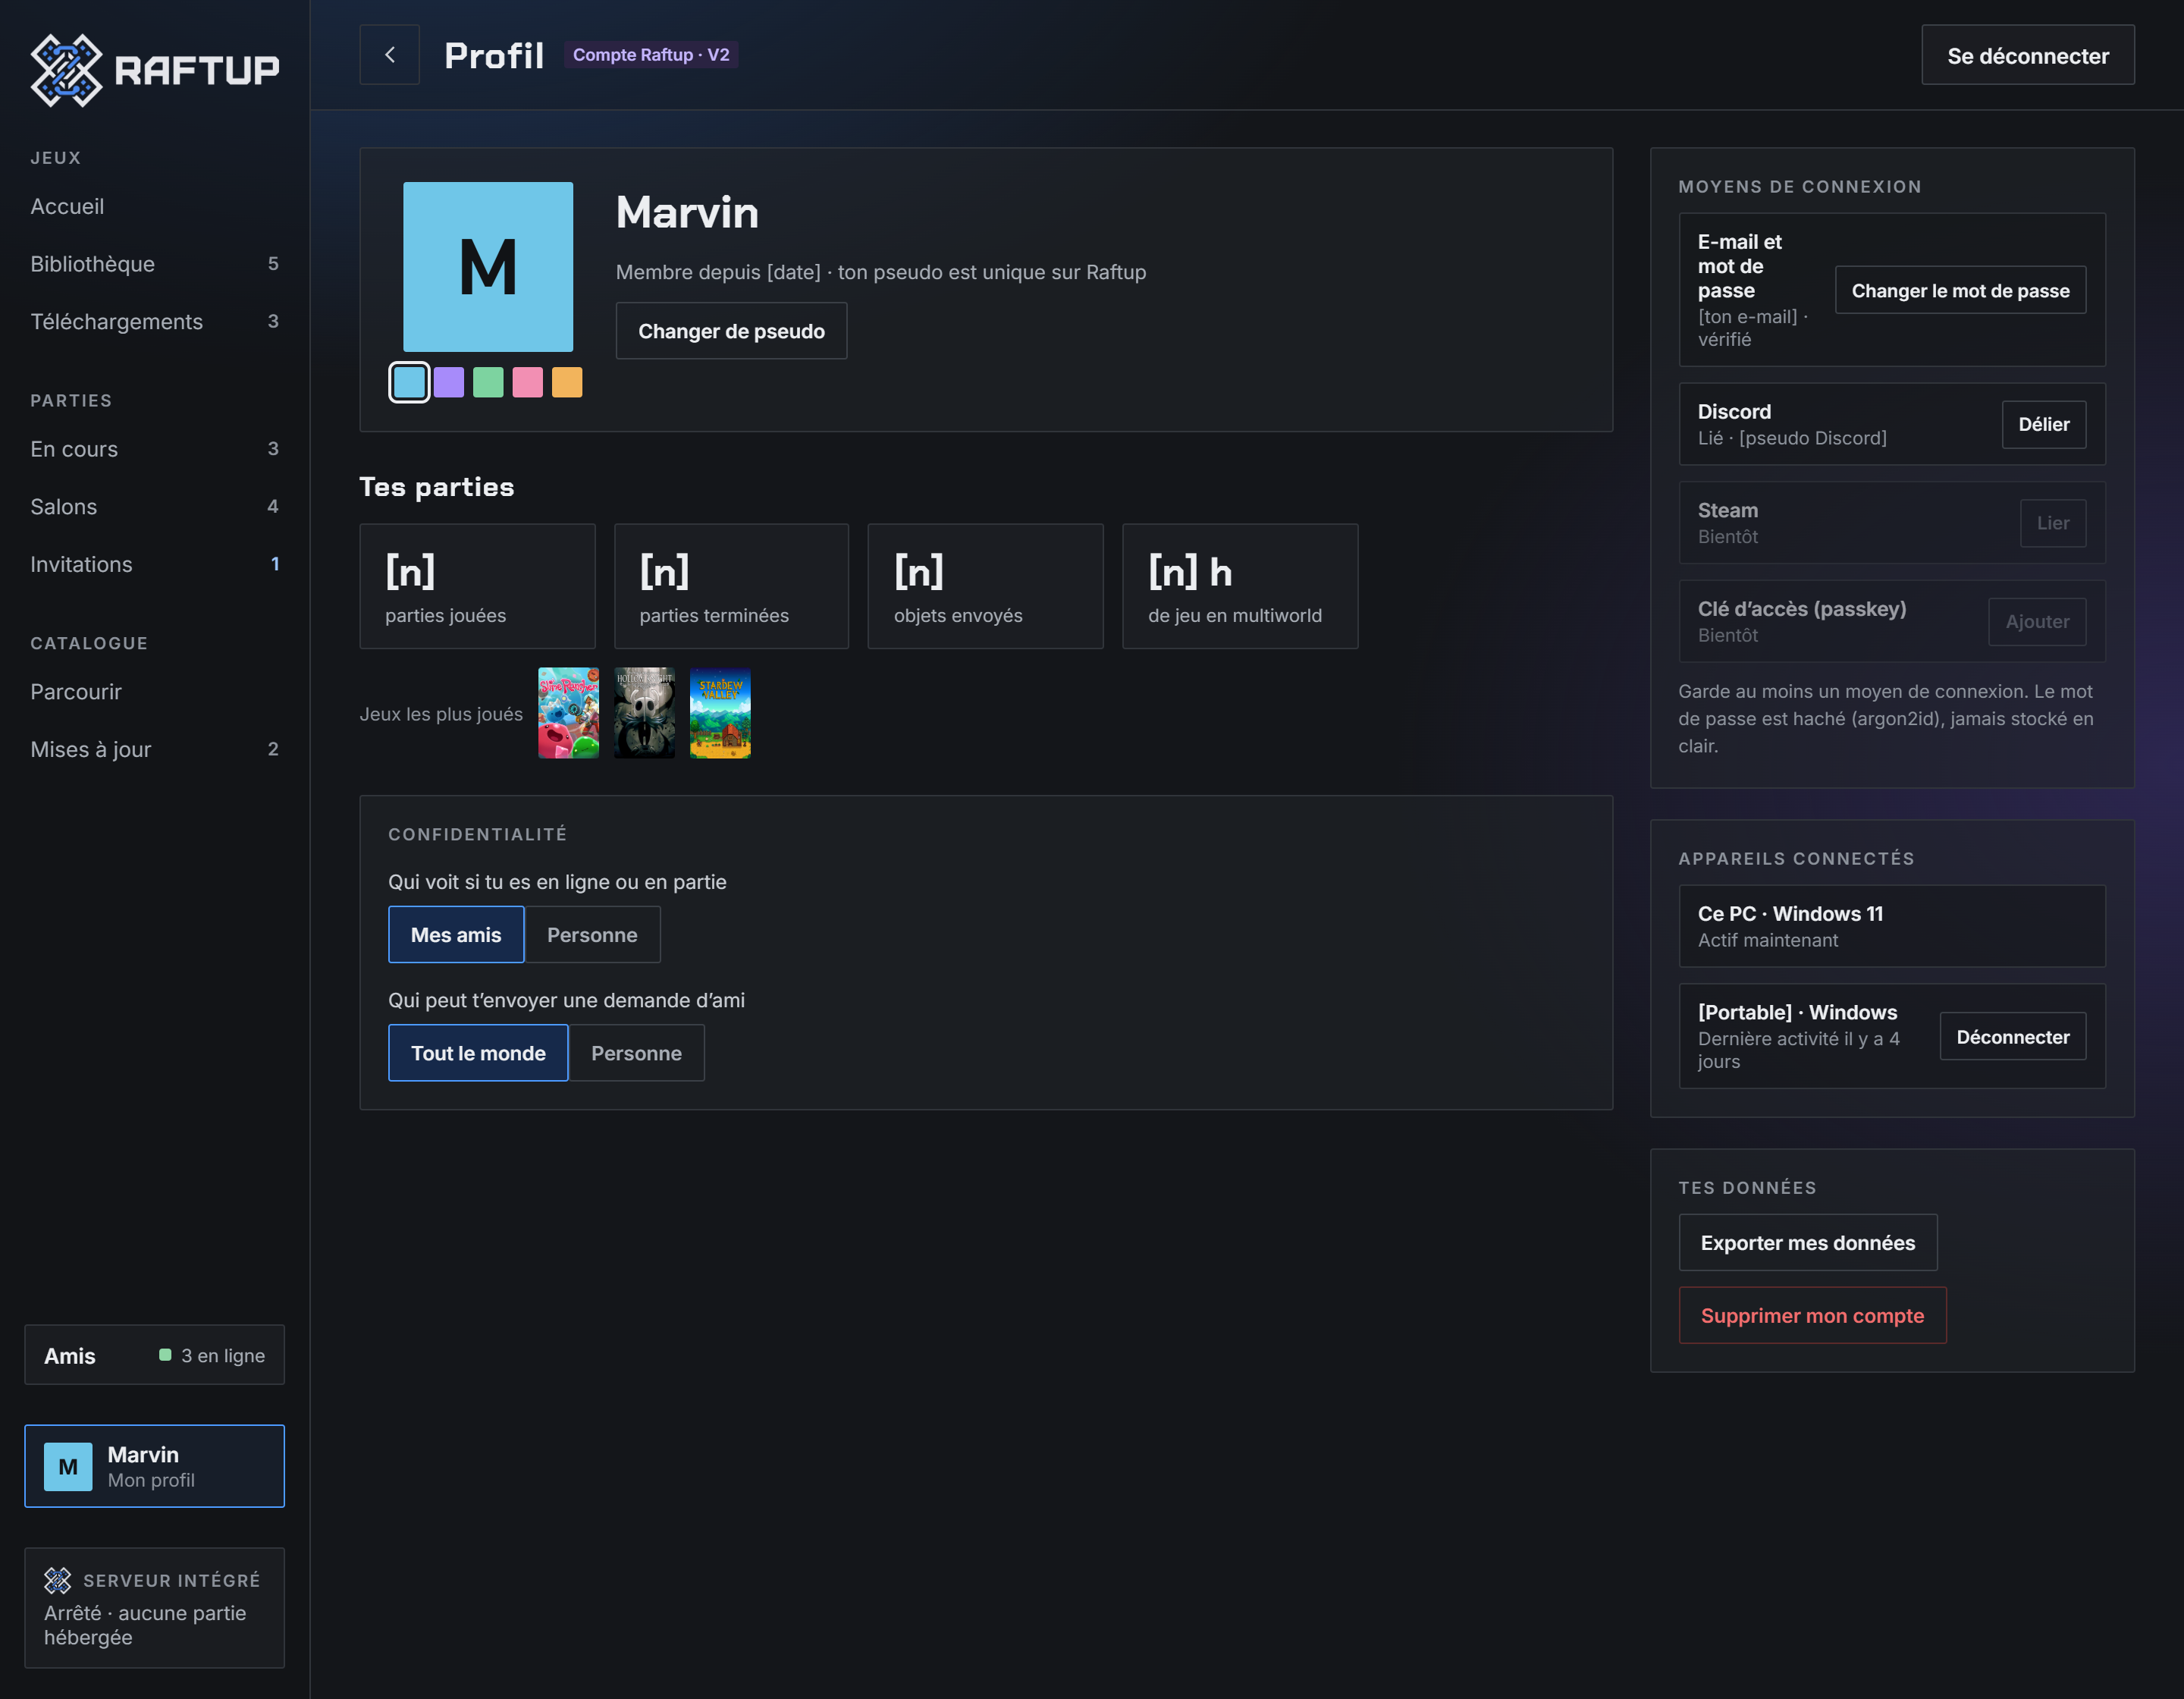 RAFTUP
JEUX
Accueil
Bibliothèque 5
Téléchargements 3
PARTIES
En cours 3
Salons 4
Invitations 1
CATALOGUE
Parcourir
Mises à jour 2
Amis 3 en ligne
M
Marvin
Mon profil
SERVEUR INTÉGRÉ
Arrêté · aucune partie
hébergée
Profil Compte Raftup · V2
Se déconnecter
M
Marvin
Membre depuis [date] · ton pseudo est unique sur Raftup
Changer de pseudo
Tes parties
[n]
parties jouées
[n]
parties terminées
[n]
objets envoyés
[n] h
de jeu en multiworld
Jeux les plus joués
Slime Rancher
HOLLOW KNIGHT
STARDEW
VALLEY
CONFIDENTIALITÉ
Qui voit si tu es en ligne ou en partie
Mes amis Personne
Qui peut t’envoyer une demande d’ami
Tout le monde Personne
MOYENS DE CONNEXION
E-mail et
mot de
passe
[ton e-mail] ·
vérifié
Changer le mot de passe
Discord
Lié · [pseudo Discord]
Délier
Steam
Bientôt
Lier
Clé d’accès (passkey)
Bientôt
Ajouter
Garde au moins un moyen de connexion. Le mot
de passe est haché (argon2id), jamais stocké en
clair.
APPAREILS CONNECTÉS
Ce PC · Windows 11
Actif maintenant
[Portable] · Windows
Dernière activité il y a 4
jours
Déconnecter
TES DONNÉES
Exporter mes données
Supprimer mon compte